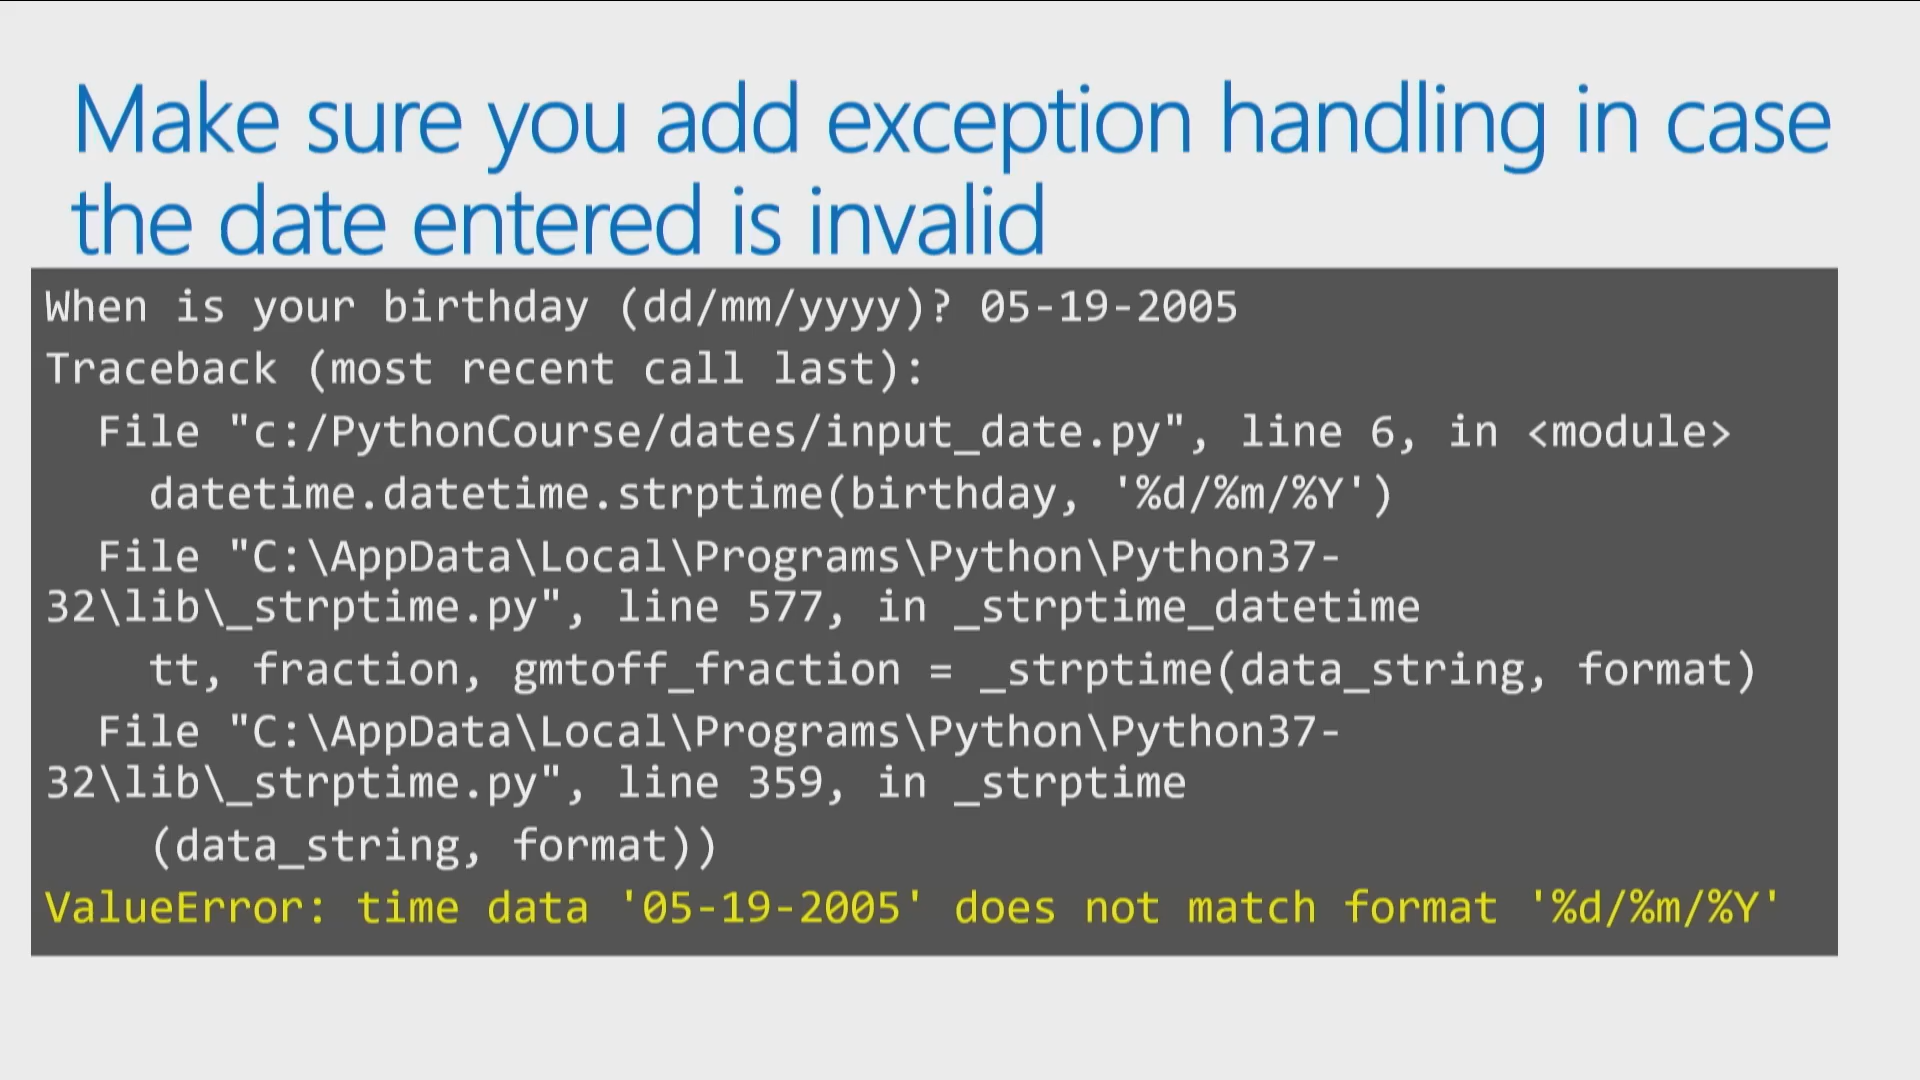 Make sure you add exception handling in case
the date entered is invalid
When is your birthday (dd/mm/yyyy)? 05-19-2005
Traceback (most recent call last):
  File "c:/PythonCourse/dates/input_date.py", line 6, in <module>
    datetime.datetime.strptime(birthday, '%d/%m/%Y')
  File "C:\AppData\Local\Programs\Python\Python37-
32\lib\_strptime.py", line 577, in _strptime_datetime
    tt, fraction, gmtoff_fraction = _strptime(data_string, format)
  File "C:\AppData\Local\Programs\Python\Python37-
32\lib\_strptime.py", line 359, in _strptime
    (data_string, format))
ValueError: time data '05-19-2005' does not match format '%d/%m/%Y'